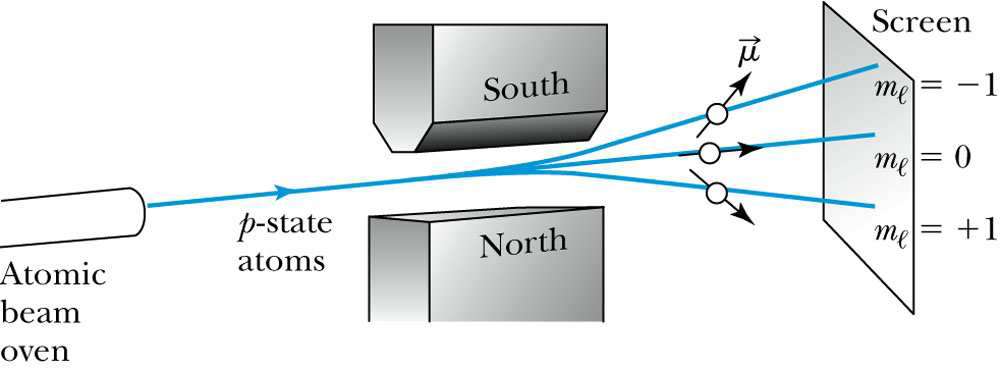 Screen
South
μ⃗
mℓ = −1
mℓ = 0
mℓ = +1
p-state
atoms
North
Atomic
beam
oven